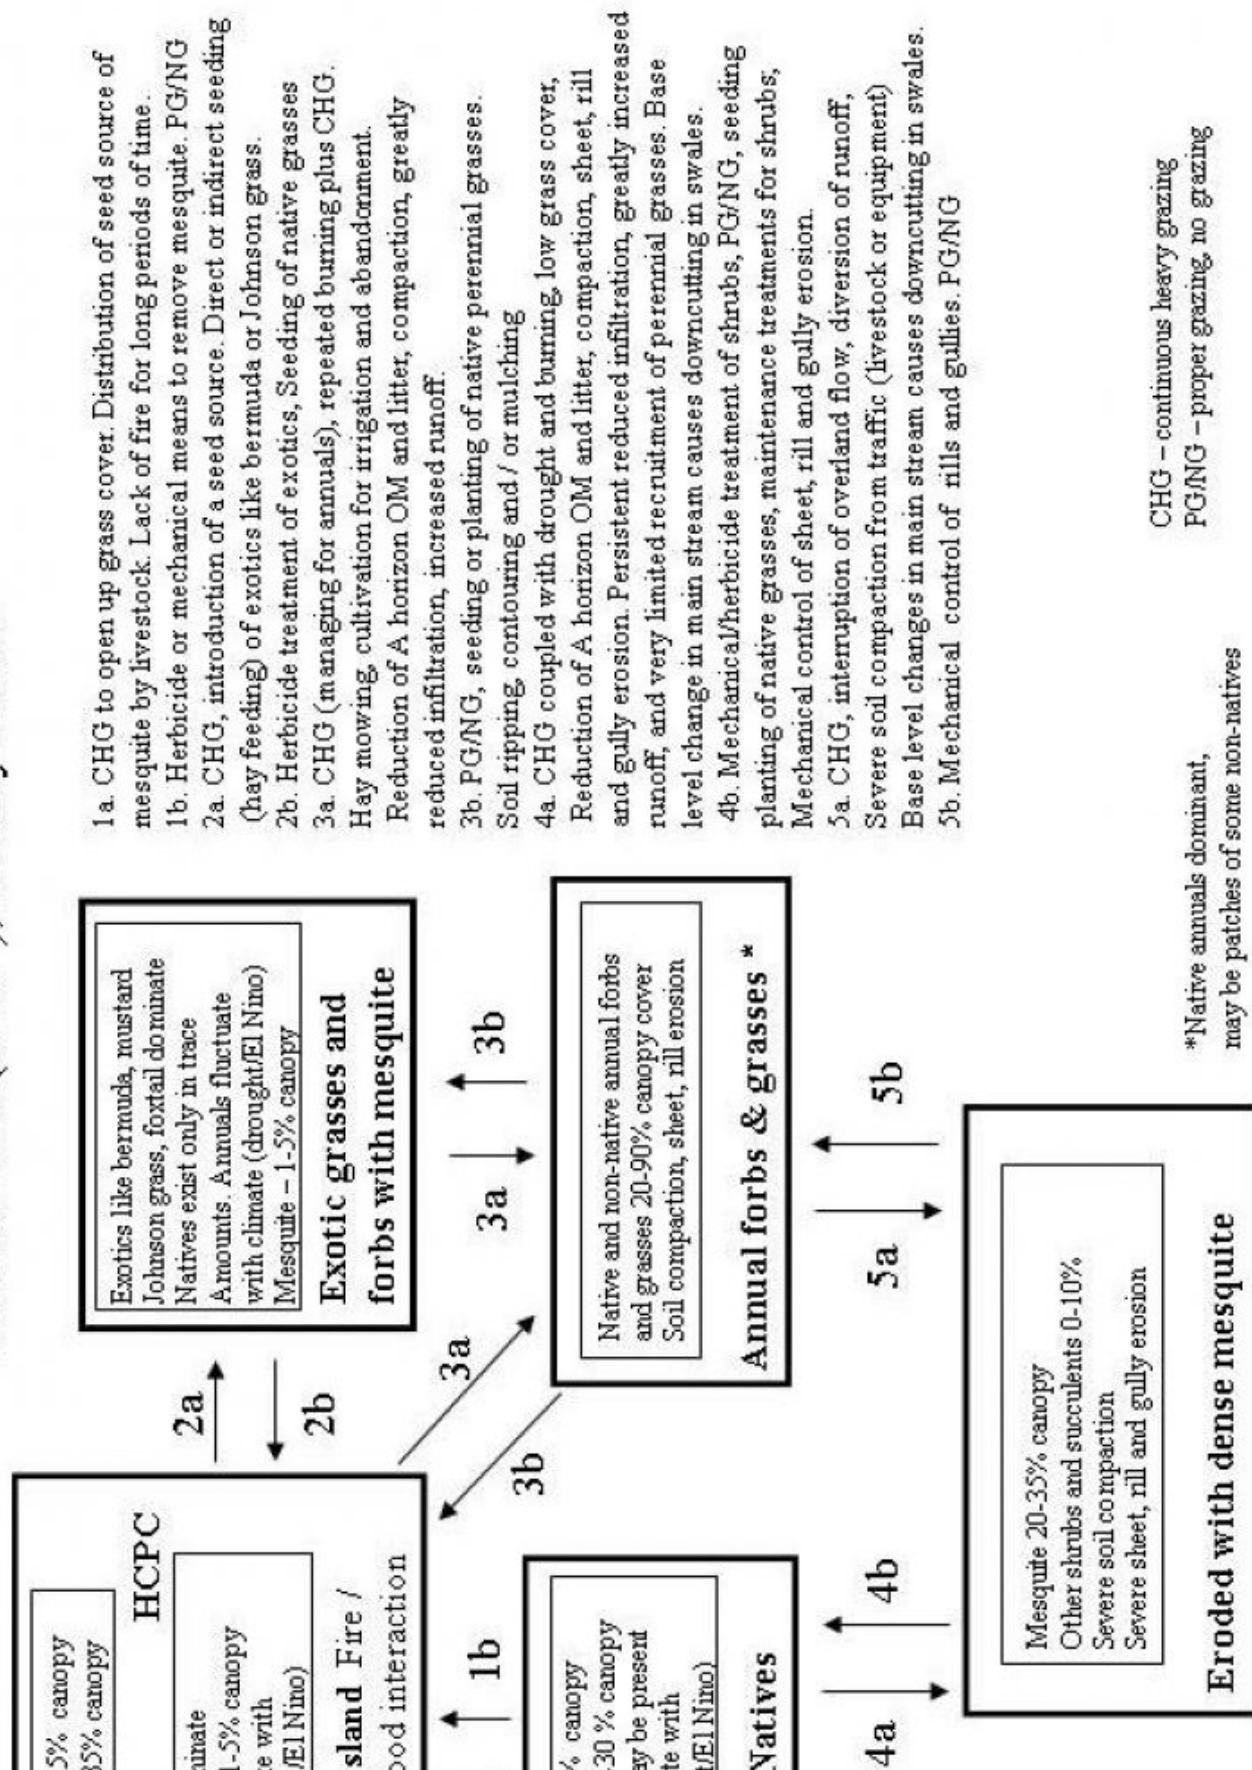 5% canopy
35% canopy
HCPC
minate
1-5% canopy
te with
/El Nino)
sland Fire /
ood interaction
2a
2b
Exotics like bermuda, mustard
Johnson grass, foxtail dominate
Natives exist only in trace
Amounts. Annuals fluctuate
with climate (drought/El Nino)
Mesquite – 1-5% canopy
Exotic grasses and
forbs with mesquite
1b
3b
3a
3a
3b
% canopy
-30 % canopy
ay be present
te with
t/El Nino)
Natives
Native and non-native annual forbs
and grasses 20-90% canopy cover
Soil compaction, sheet, rill erosion
Annual forbs & grasses *
4a
4b
5a
5b
Mesquite 20-35% canopy
Other shrubs and succulents 0-10%
Severe soil compaction
Severe sheet, rill and gully erosion
Eroded with dense mesquite
1a. CHG to open up grass cover. Distribution of seed source of
mesquite by livestock. Lack of fire for long periods of time.
1b. Herbicide or mechanical means to remove mesquite. PG/NG
2a. CHG, introduction of a seed source. Direct or indirect seeding
(hay feeding) of exotics like bermuda or Johnson grass.
2b. Herbicide treatment of exotics, Seeding of native grasses
3a. CHG (managing for annuals), repeated burning plus CHG.
Hay mowing, cultivation for irrigation and abandonment.
Reduction of A horizon OM and litter, compaction, greatly
reduced infiltration, increased runoff.
3b. PG/NG, seeding or planting of native perennial grasses.
Soil ripping, contouring and / or mulching
4a. CHG coupled with drought and burning, low grass cover,
Reduction of A horizon OM and litter, compaction, sheet, rill
and gully erosion. Persistent reduced infiltration, greatly increased
runoff, and very limited recruitment of perennial grasses. Base
level change in main stream causes downcutting in swales.
4b. Mechanical/herbicide treatment of shrubs, PG/NG, seeding
planting of native grasses, maintenance treatments for shrubs;
Mechanical control of sheet, rill and gully erosion.
5a. CHG, interruption of overland flow, diversion of runoff,
Severe soil compaction from traffic (livestock or equipment)
Base level changes in main stream causes downcutting in swales.
5b. Mechanical control of rills and gullies. PG/NG
*Native annuals dominant,
may be patches of some non-natives
CHG – continuous heavy grazing
PG/NG – proper grazing, no grazing